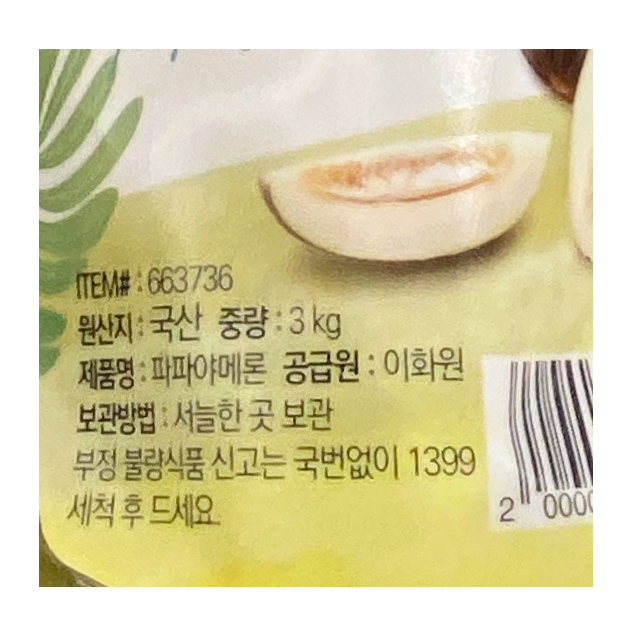 ITEM# : 663736
원산지 : 국산 중량 : 3 kg
제품명 : 파파야메론 공급원 : 이화원
보관방법 : 서늘한 곳 보관
부정 불량식품 신고는 국번없이 1399
세척 후 드세요.
2 0000